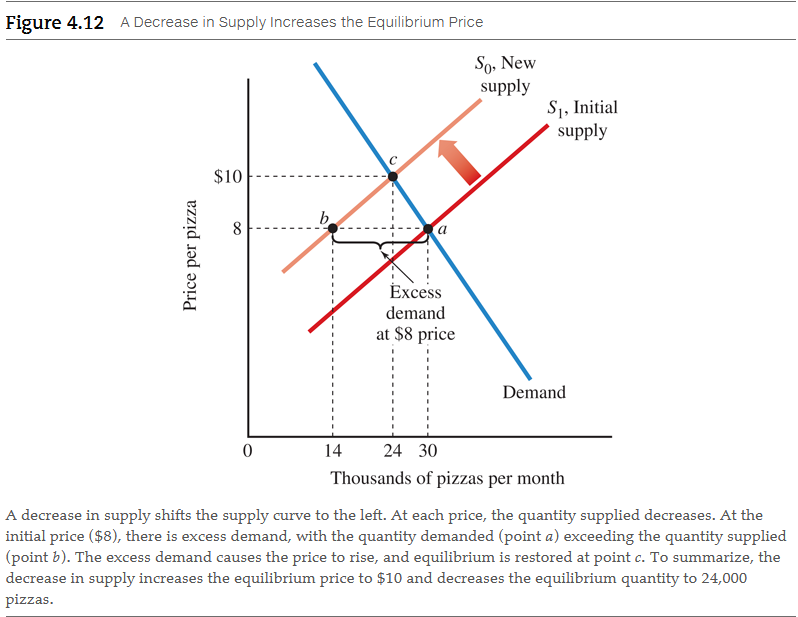 Figure 4.12 A Decrease in Supply Increases the Equilibrium Price
S₀, New
supply
S₁, Initial
supply
c
$10
b
8
a
Price per pizza
Excess
demand
at $8 price
Demand
0 14 24 30
Thousands of pizzas per month
A decrease in supply shifts the supply curve to the left. At each price, the quantity supplied decreases. At the
initial price ($8), there is excess demand, with the quantity demanded (point a) exceeding the quantity supplied
(point b). The excess demand causes the price to rise, and equilibrium is restored at point c. To summarize, the
decrease in supply increases the equilibrium price to $10 and decreases the equilibrium quantity to 24,000
pizzas.